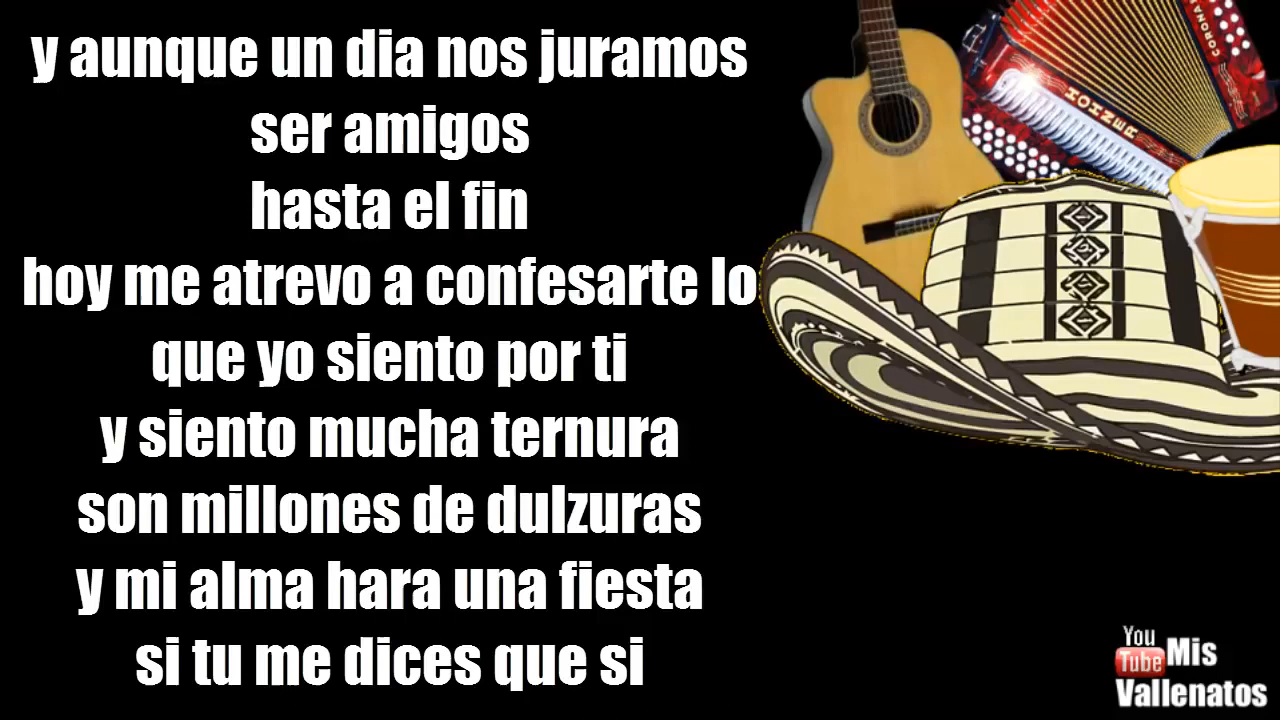 y aunque un dia nos juramos
ser amigos
hasta el fin
hoy me atrevo a confesarte lo
que yo siento por ti
y siento mucha ternura
son millones de dulzuras
y mi alma hara una fiesta
si tu me dices que si
HOHNER
CORONA
You
Tube Mis
Vallenatos